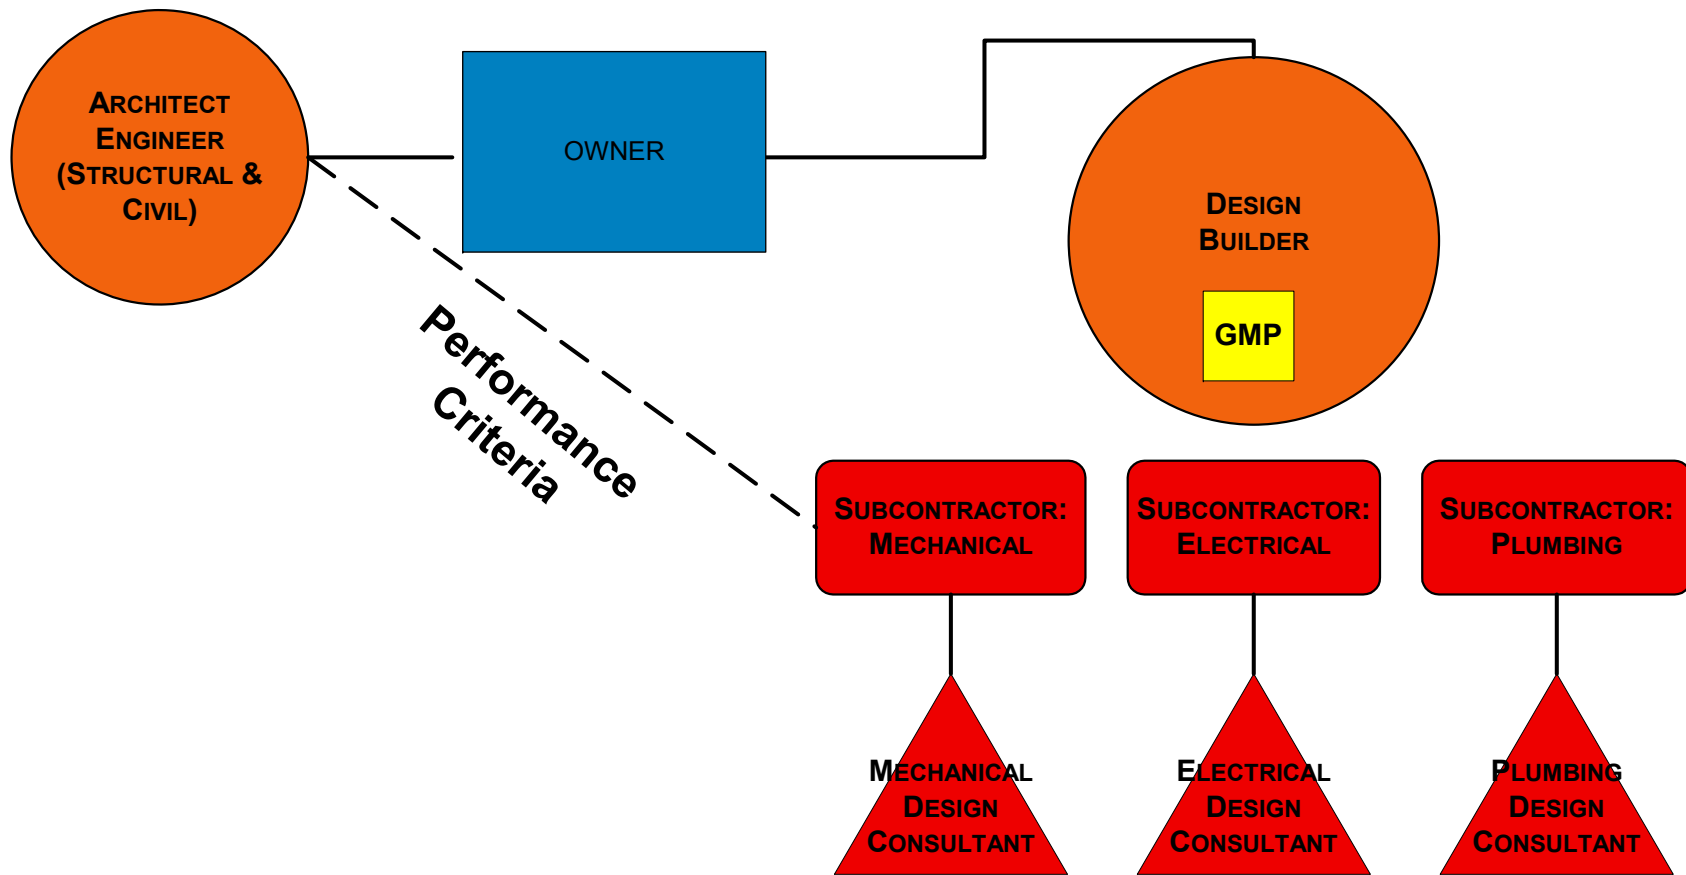 ARCHITECT
ENGINEER
(STRUCTURAL &
CIVIL)
OWNER
DESIGN
BUILDER
GMP
Performance
Criteria
SUBCONTRACTOR:
MECHANICAL
SUBCONTRACTOR:
ELECTRICAL
SUBCONTRACTOR:
PLUMBING
MECHANICAL
DESIGN
CONSULTANT
ELECTRICAL
DESIGN
CONSULTANT
PLUMBING
DESIGN
CONSULTANT